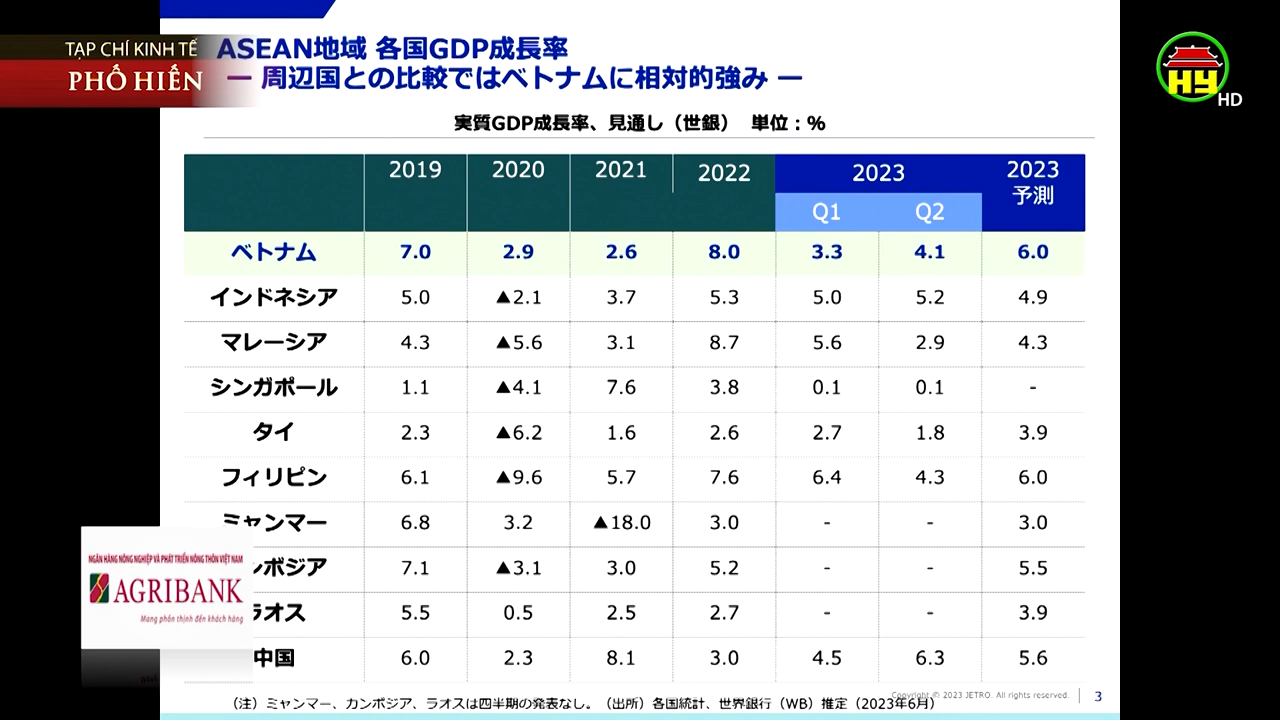 TẠP CHÍ KINH TẾ
PHỐ HIẾN
ASEAN地域 各国GDP成長率
― 周辺国との比較ではベトナムに相対的強み ―
HY
HD
実質GDP成長率、見通し（世銀） 単位：%
2019 2020 2021 2022 2023 2023
予測
Q1 Q2
ベトナム 7.0 2.9 2.6 8.0 3.3 4.1 6.0
インドネシア 5.0 ▲2.1 3.7 5.3 5.0 5.2 4.9
マレーシア 4.3 ▲5.6 3.1 8.7 5.6 2.9 4.3
シンガポール 1.1 ▲4.1 7.6 3.8 0.1 0.1 -
タイ 2.3 ▲6.2 1.6 2.6 2.7 1.8 3.9
フィリピン 6.1 ▲9.6 5.7 7.6 6.4 4.3 6.0
ミャンマー 6.8 3.2 ▲18.0 3.0 - - 3.0
ンボジア 7.1 ▲3.1 3.0 5.2 - - 5.5
ラオス 5.5 0.5 2.5 2.7 - - 3.9
中国 6.0 2.3 8.1 3.0 4.5 6.3 5.6
NGÂN HÀNG NÔNG NGHIỆP VÀ PHÁT TRIỂN NÔNG THÔN VIỆT NAM
AGRIBANK
Mang phồn thịnh đến khách hàng
Copyright © 2023 JETRO. All rights reserved. 3
（注）ミャンマー、カンボジア、ラオスは四半期の発表なし。（出所）各国統計、世界銀行（WB）推定（2023年6月）